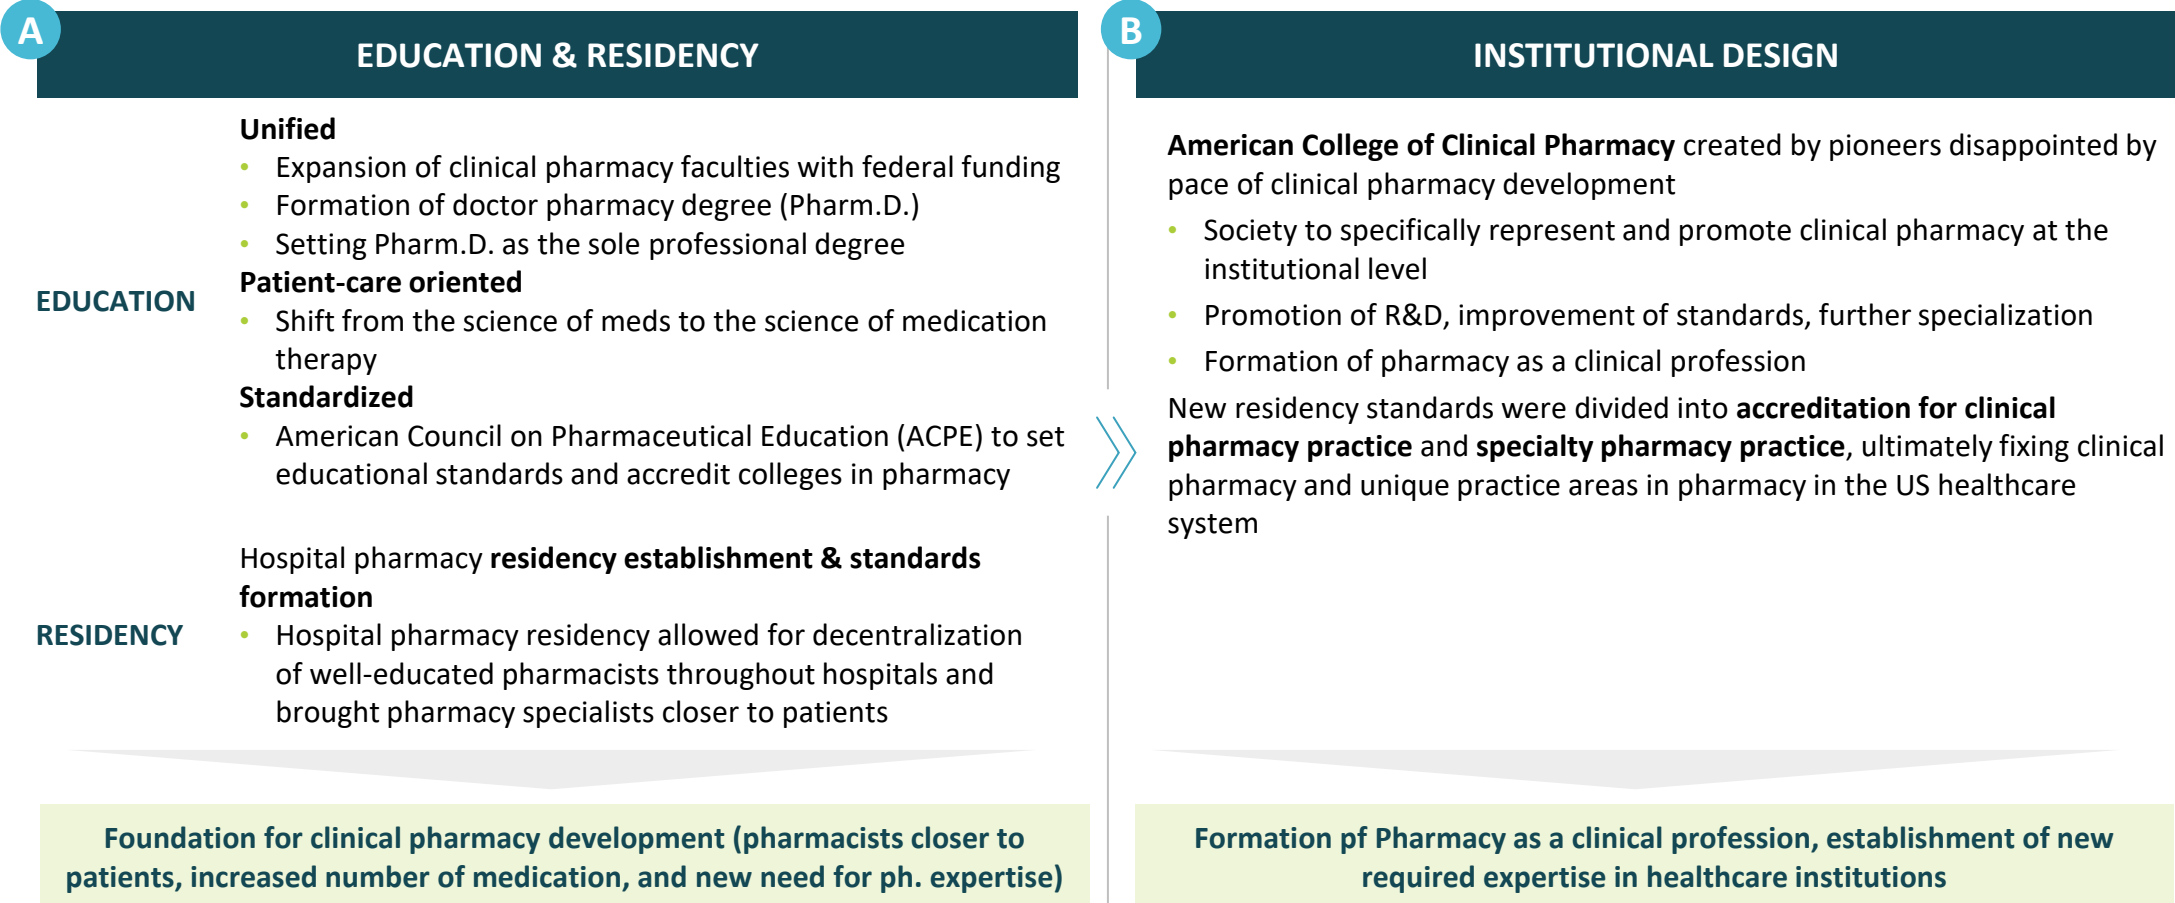 A
EDUCATION & RESIDENCY
EDUCATION
Unified
• Expansion of clinical pharmacy faculties with federal funding
• Formation of doctor pharmacy degree (Pharm.D.)
• Setting Pharm.D. as the sole professional degree
Patient-care oriented
• Shift from the science of meds to the science of medication
therapy
Standardized
• American Council on Pharmaceutical Education (ACPE) to set
educational standards and accredit colleges in pharmacy
RESIDENCY
Hospital pharmacy residency establishment & standards
formation
• Hospital pharmacy residency allowed for decentralization
of well-educated pharmacists throughout hospitals and
brought pharmacy specialists closer to patients
Foundation for clinical pharmacy development (pharmacists closer to
patients, increased number of medication, and new need for ph. expertise)
B
INSTITUTIONAL DESIGN
American College of Clinical Pharmacy created by pioneers disappointed by
pace of clinical pharmacy development
• Society to specifically represent and promote clinical pharmacy at the
institutional level
• Promotion of R&D, improvement of standards, further specialization
• Formation of pharmacy as a clinical profession
New residency standards were divided into accreditation for clinical
pharmacy practice and specialty pharmacy practice, ultimately fixing clinical
pharmacy and unique practice areas in pharmacy in the US healthcare
system
Formation pf Pharmacy as a clinical profession, establishment of new
required expertise in healthcare institutions